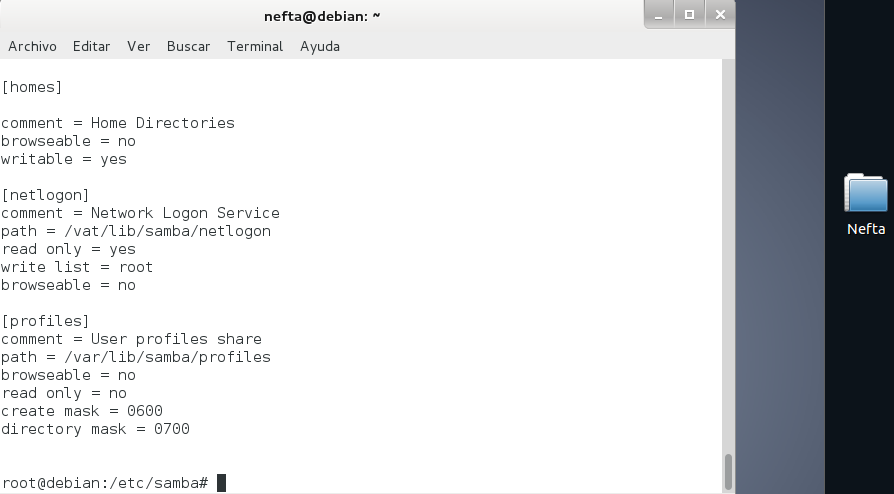 nefta@debian: ~
Archivo Editar Ver Buscar Terminal Ayuda
[homes]
comment = Home Directories
browseable = no
writable = yes
[netlogon]
comment = Network Logon Service
path = /vat/lib/samba/netlogon
read only = yes
write list = root
browseable = no
[profiles]
comment = User profiles share
path = /var/lib/samba/profiles
browseable = no
read only = no
create mask = 0600
directory mask = 0700
root@debian:/etc/samba#
Nefta